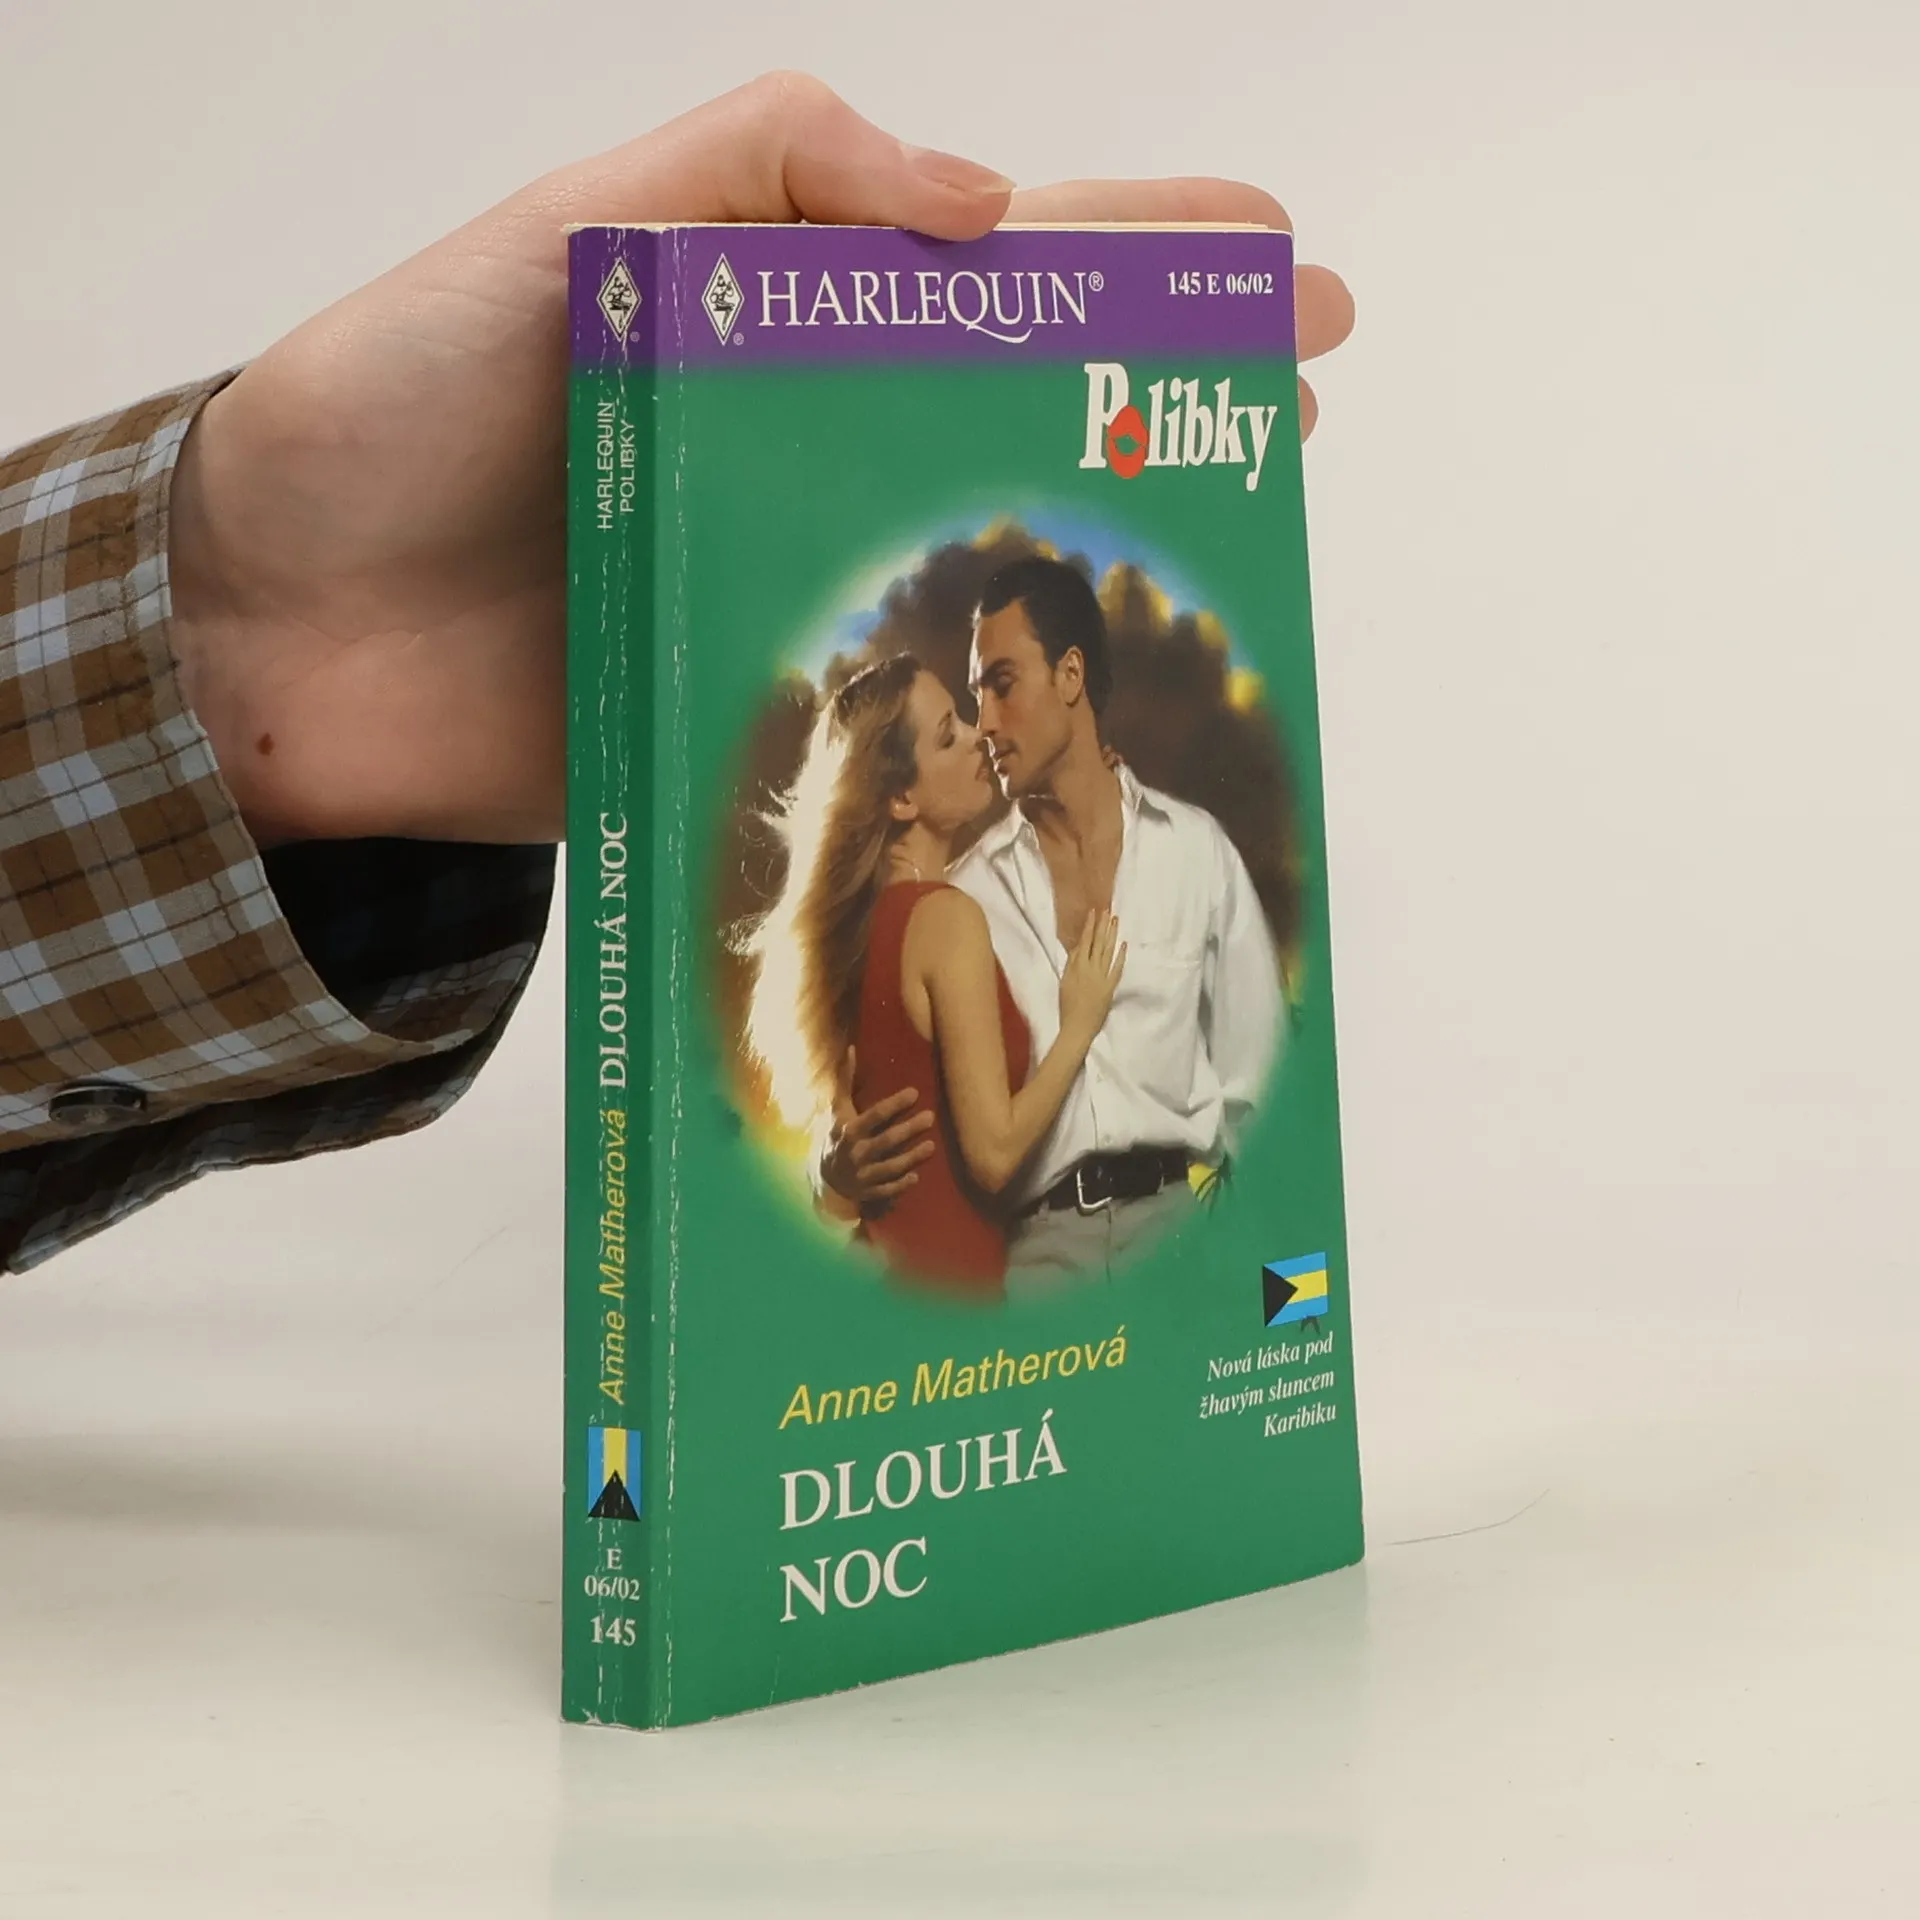 HARLEQUIN®
145 E 06/02
Polibky
Anne Matherová
DLOUHÁ
NOC
Nová láska pod
žhavým sluncem
Karibiku
®
®
HARLEQUIN
POLIBKY
Anne Matherová DLOUHÁ NOC
E
06/02
145